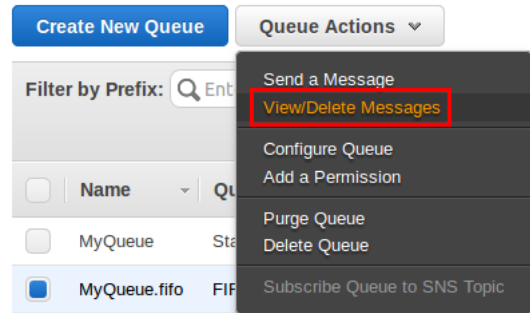 Create New Queue
Queue Actions
Filter by Prefix:
Send a Message
View/Delete Messages
Configure Queue
Add a Permission
Purge Queue
Delete Queue
Subscribe Queue to SNS Topic
Name
MyQueue
MyQueue.fifo